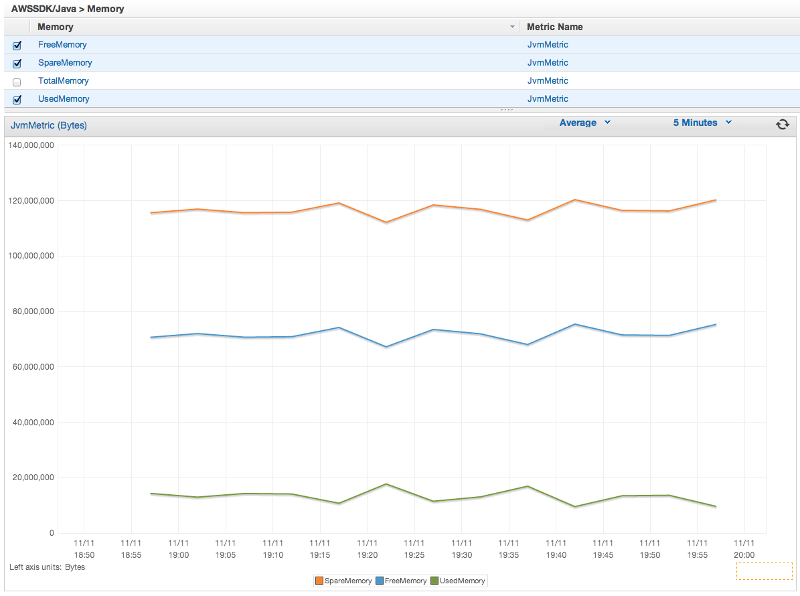 AWSSDK/Java > Memory
Memory Metric Name
FreeMemory JvmMetric
SpareMemory JvmMetric
TotalMemory JvmMetric
UsedMemory JvmMetric
JvmMetric (Bytes) Average 5 Minutes
140,000,000
120,000,000
100,000,000
80,000,000
60,000,000
40,000,000
20,000,000
0
11/11 11/11 11/11 11/11 11/11 11/11 11/11 11/11 11/11 11/11 11/11 11/11 11/11 11/11 11/11
18:50 18:55 19:00 19:05 19:10 19:15 19:20 19:25 19:30 19:35 19:40 19:45 19:50 19:55 20:00
Left axis units: Bytes
SpareMemory FreeMemory UsedMemory